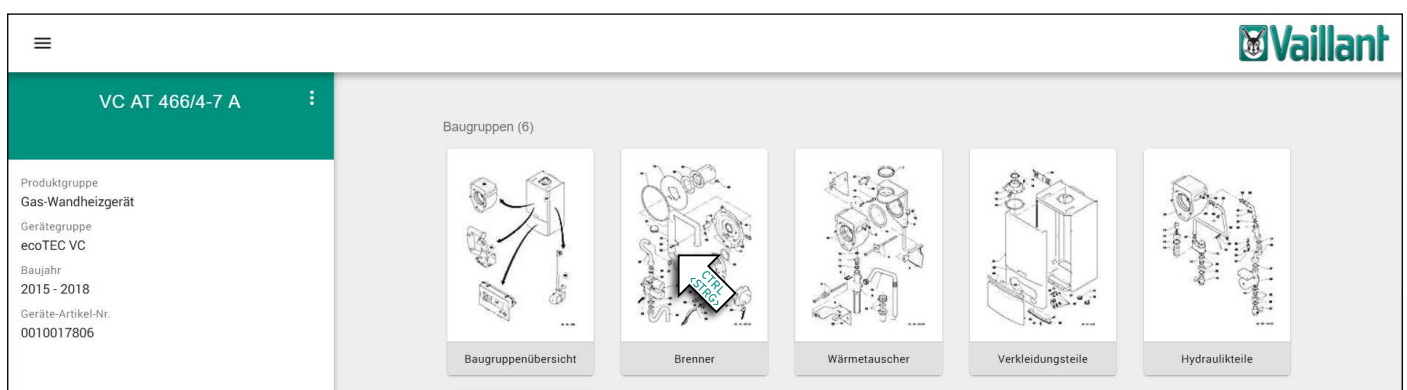 Vaillant
VC AT 466/4-7 A
Baugruppen (6)
Produktgruppe
Gas-Wandheizgerät
Gerätegruppe
ecoTEC VC
Baujahr
2015 - 2018
Geräte-Artikel-Nr.
0010017806
CTRL
<STRG>
Baugruppenübersicht
Brenner
Wärmetauscher
Verkleidungsteile
Hydraulikteile